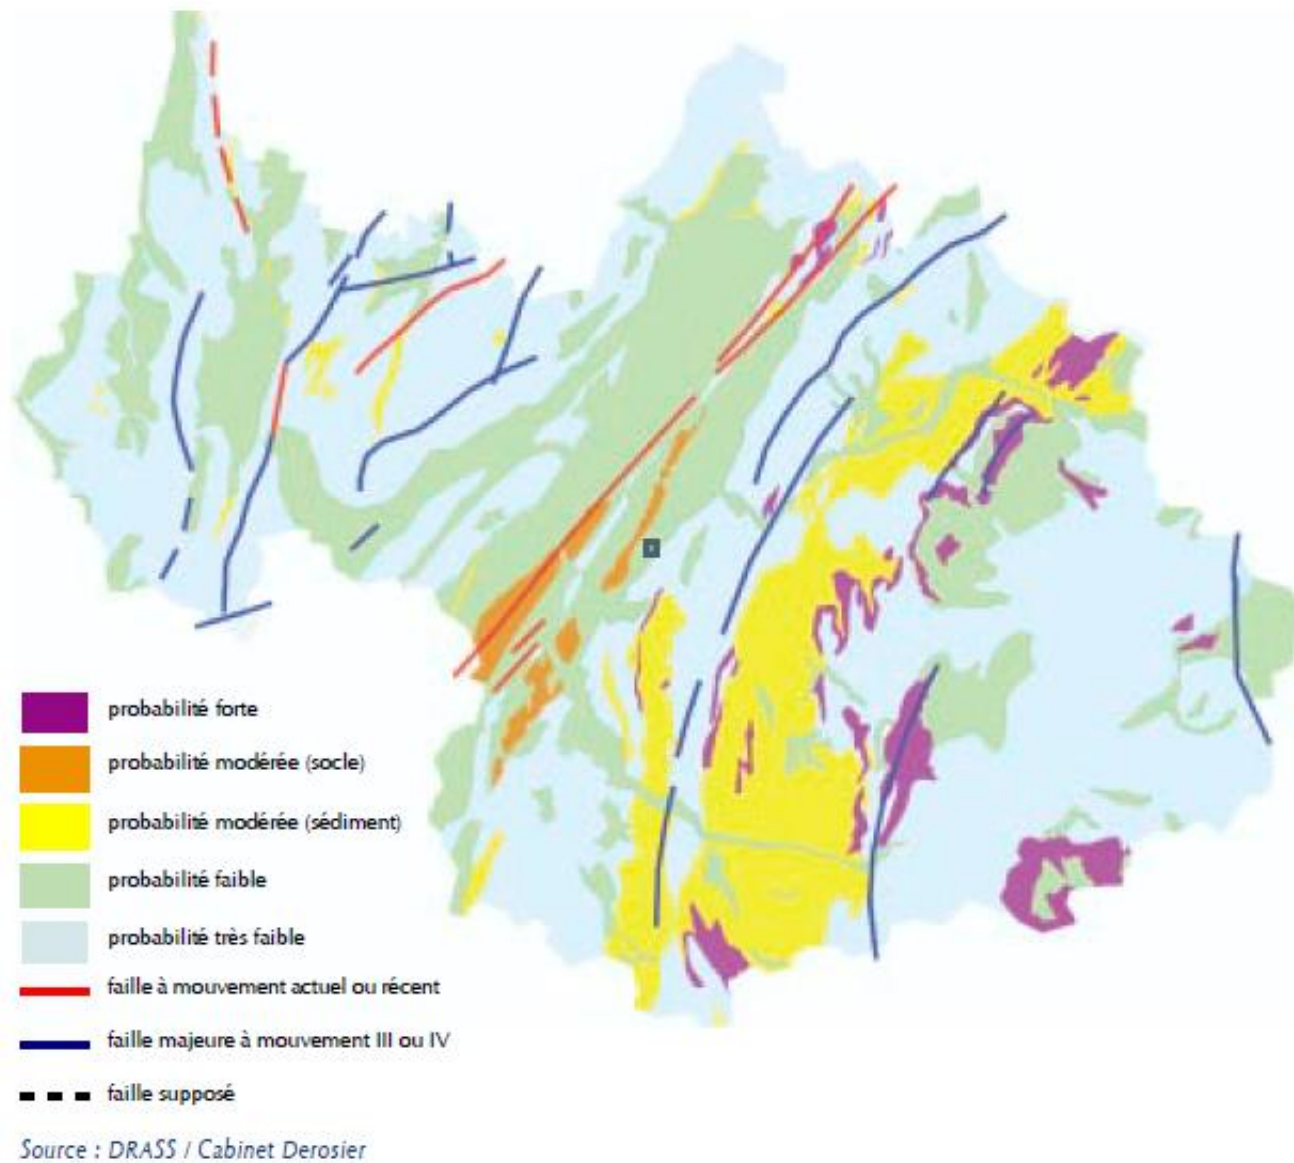 probabilité forte
probabilité modérée (socle)
probabilité modérée (sédiment)
probabilité faible
probabilité très faible
faille à mouvement actuel ou récent
faille majeure à mouvement III ou IV
faille supposé
Source : DRASS / Cabinet Derosier